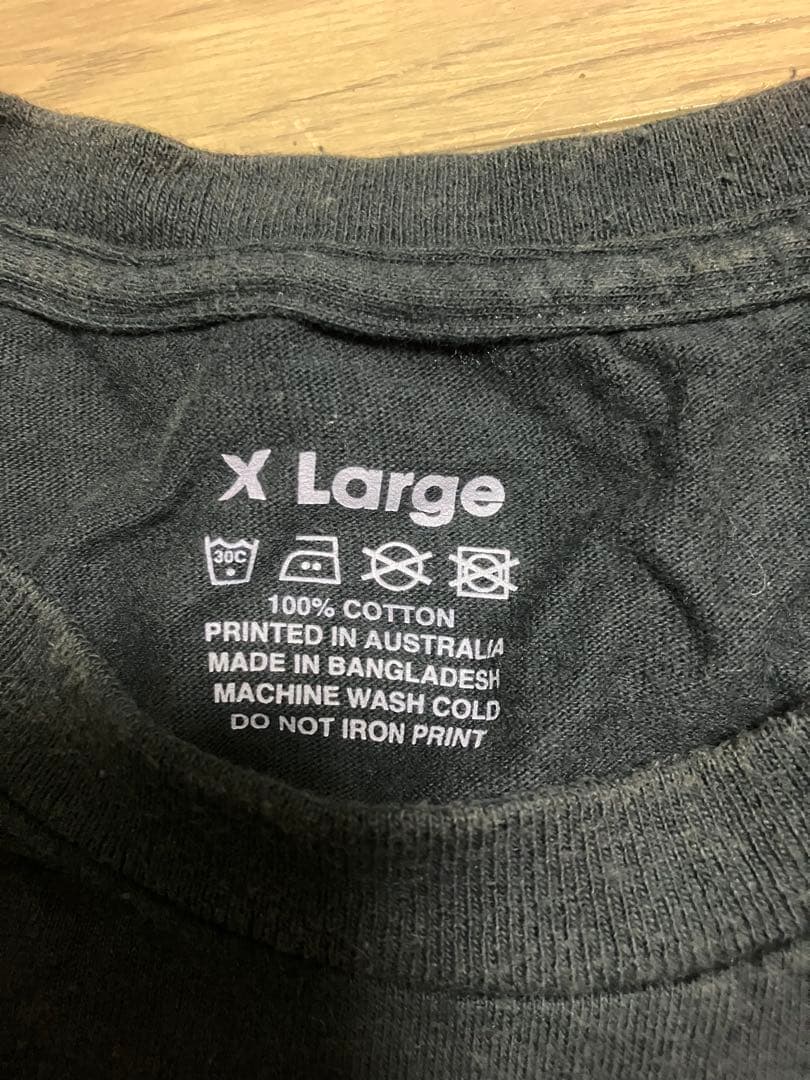 X Large
30C
100% COTTON
PRINTED IN AUSTRALIA
MADE IN BANGLADESH
MACHINE WASH COLD
DO NOT IRON PRINT